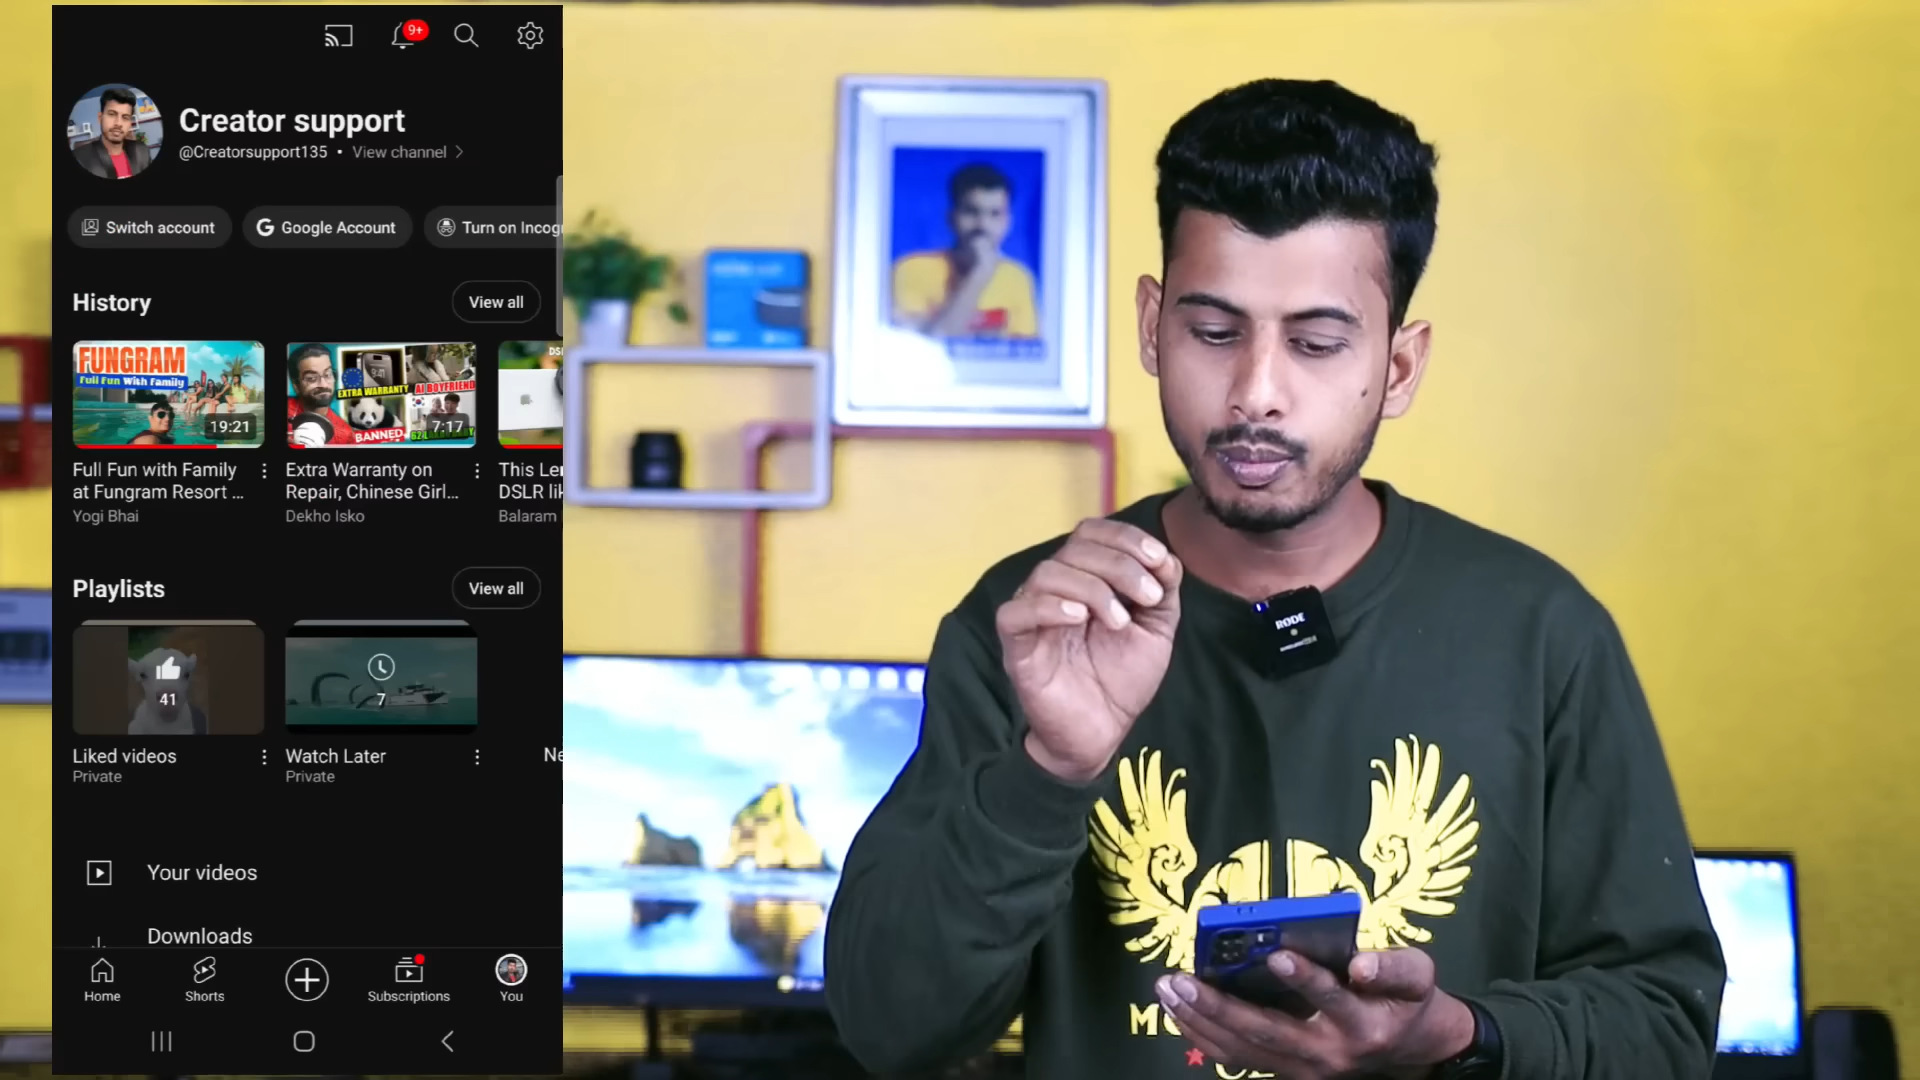 9+
Creator support
@Creatorsupport135 • View channel >
Switch account
Google Account
Turn on Incog
History
View all
FUNGRAM
Full Fun With Family
19:21
EXTRA WARRANTY
AI BOYFRIEND
BANNED
7:17
DSL
Full Fun with Family
at Fungram Resort ...
Yogi Bhai
Extra Warranty on
Repair, Chinese Girl...
Dekho Isko
This Le
DSLR li
Balaram
Playlists
View all
41
7
Liked videos
Private
Watch Later
Private
Ne
Your videos
Downloads
Home
Shorts
Subscriptions
You
RODE